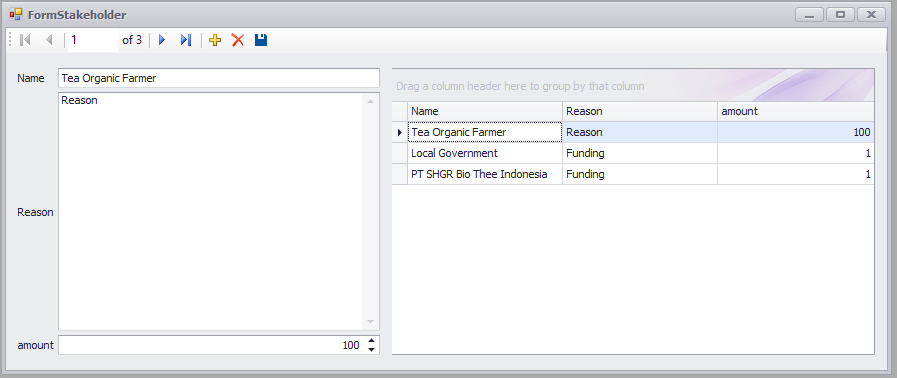 FormStakeholder
1 of 3
Name Tea Organic Farmer
Reason Reason
amount 100
Drag a column header here to group by that column
Name Reason amount
Tea Organic Farmer Reason 100
Local Government Funding 1
PT SHGR Bio Thee Indonesia Funding 1